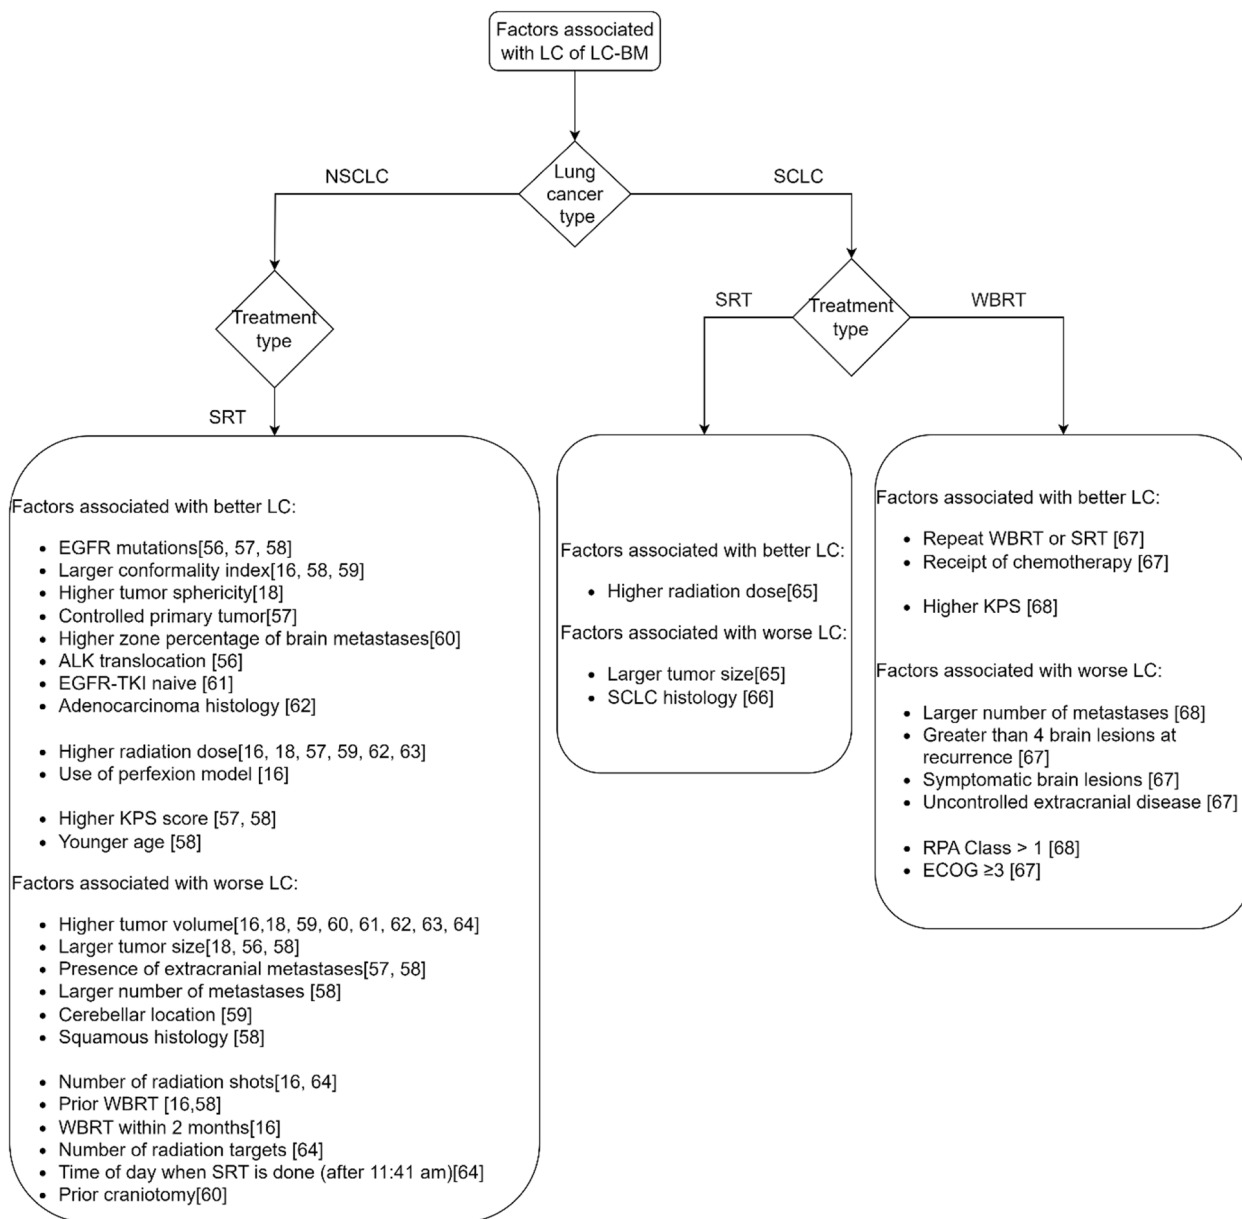 Factors associated
with LC of LC-BM
Lung
cancer
type
NSCLC
SCLC
Treatment
type
SRT
Treatment
type
SRT
WBRT
Factors associated with better LC:
• EGFR mutations[56, 57, 58]
• Larger conformality index[16, 58, 59]
• Higher tumor sphericity[18]
• Controlled primary tumor[57]
• Higher zone percentage of brain metastases[60]
• ALK translocation [56]
• EGFR-TKI naive [61]
• Adenocarcinoma histology [62]
• Higher radiation dose[16, 18, 57, 59, 62, 63]
• Use of perfexion model [16]
• Higher KPS score [57, 58]
• Younger age [58]
Factors associated with worse LC:
• Higher tumor volume[16,18, 59, 60, 61, 62, 63, 64]
• Larger tumor size[18, 56, 58]
• Presence of extracranial metastases[57, 58]
• Larger number of metastases [58]
• Cerebellar location [59]
• Squamous histology [58]
• Number of radiation shots[16, 64]
• Prior WBRT [16,58]
• WBRT within 2 months[16]
• Number of radiation targets [64]
• Time of day when SRT is done (after 11:41 am)[64]
• Prior craniotomy[60]
Factors associated with better LC:
• Higher radiation dose[65]
Factors associated with worse LC:
• Larger tumor size[65]
• SCLC histology [66]
Factors associated with better LC:
• Repeat WBRT or SRT [67]
• Receipt of chemotherapy [67]
• Higher KPS [68]
Factors associated with worse LC:
• Larger number of metastases [68]
• Greater than 4 brain lesions at
recurrence [67]
• Symptomatic brain lesions [67]
• Uncontrolled extracranial disease [67]
• RPA Class > 1 [68]
• ECOG ≥3 [67]